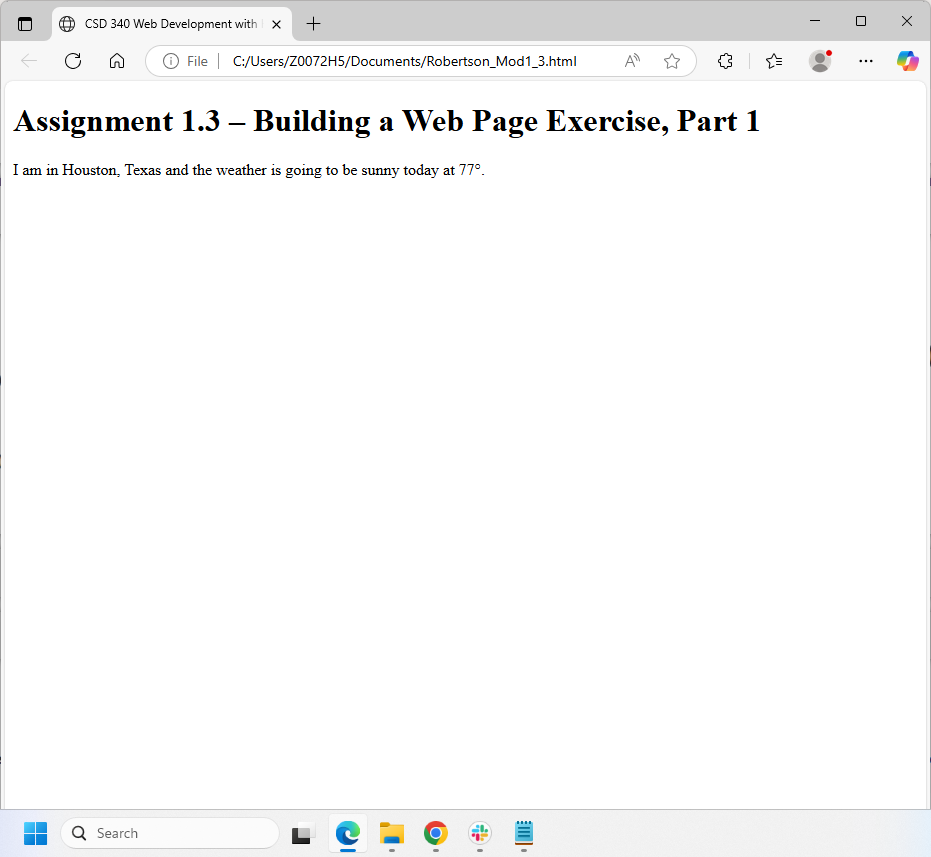 CSD 340 Web Development with
File
C:/Users/Z0072H5/Documents/Robertson_Mod1_3.html
Assignment 1.3 – Building a Web Page Exercise, Part 1
I am in Houston, Texas and the weather is going to be sunny today at 77°.
Search